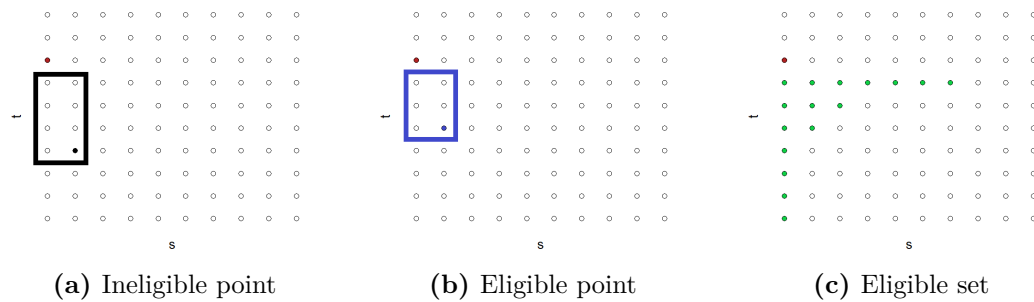 t
t
t
s
s
s
(a) Ineligible point
(b) Eligible point
(c) Eligible set